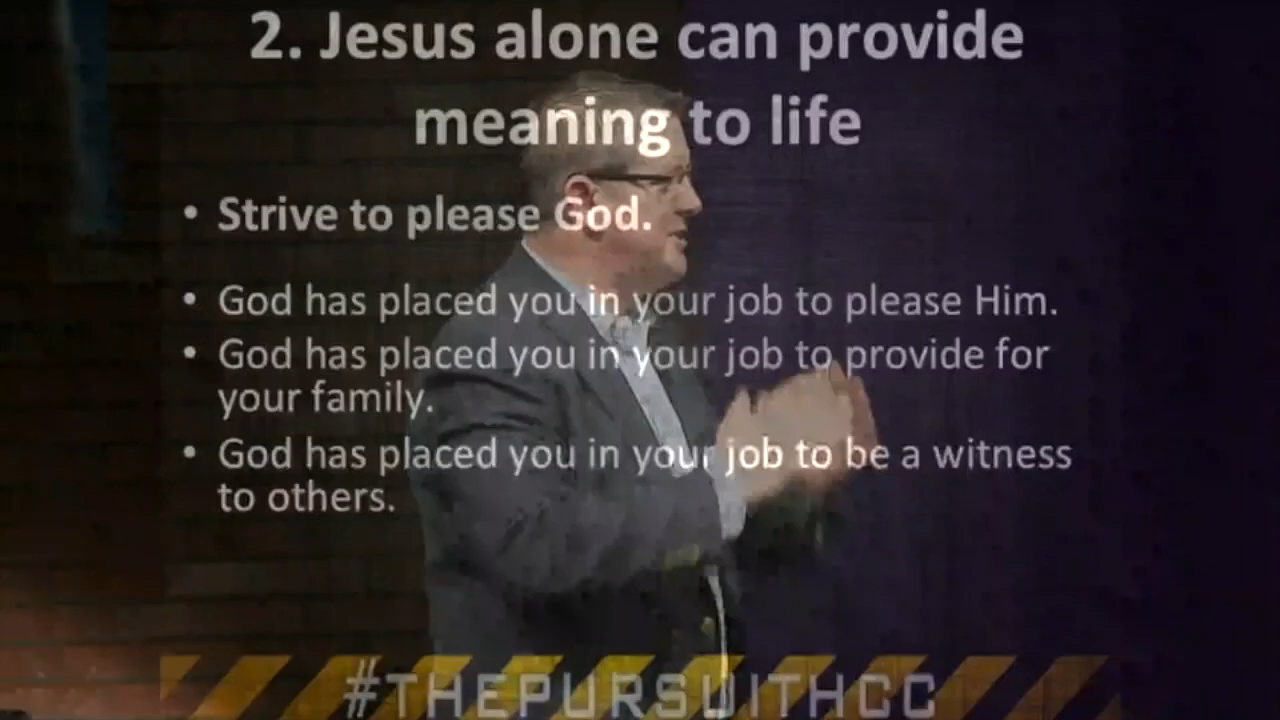 2. Jesus alone can provide
meaning to life
• Strive to please God.
• God has placed you in your job to please Him.
• God has placed you in your job to provide for
your family.
• God has placed you in your job to be a witness
to others.
#THEPURSUITHCC